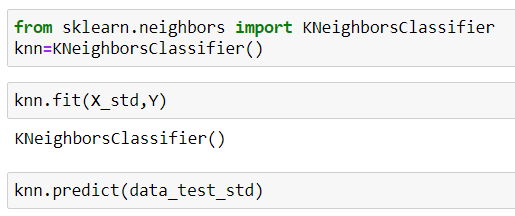 from sklearn.neighbors import KNeighborsClassifier
knn=KNeighborsClassifier()
knn.fit(X_std,Y)
KNeighborsClassifier()
knn.predict(data_test_std)